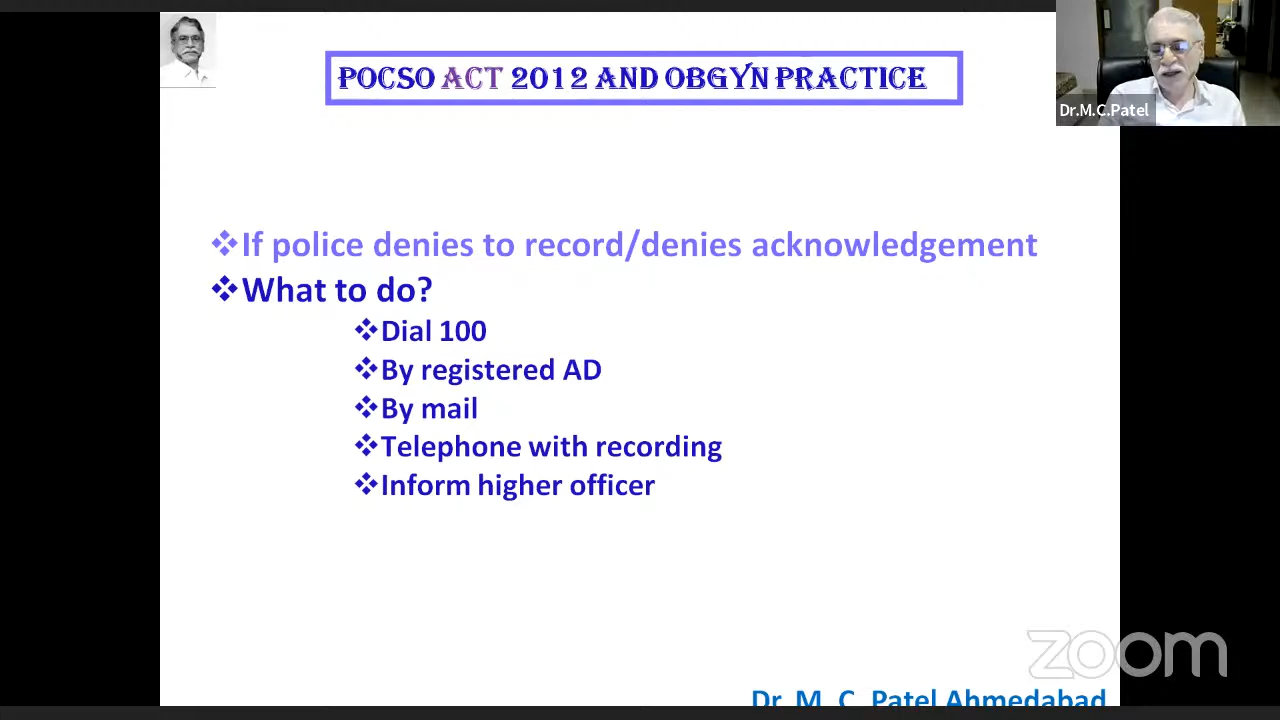 POCSO ACT 2012 AND OBGYN PRACTICE
Dr.M.C.Patel
❖If police denies to record/denies acknowledgement
❖What to do?
❖Dial 100
❖By registered AD
❖By mail
❖Telephone with recording
❖Inform higher officer
zoom
Dr. M. C. Patel Ahmedabad